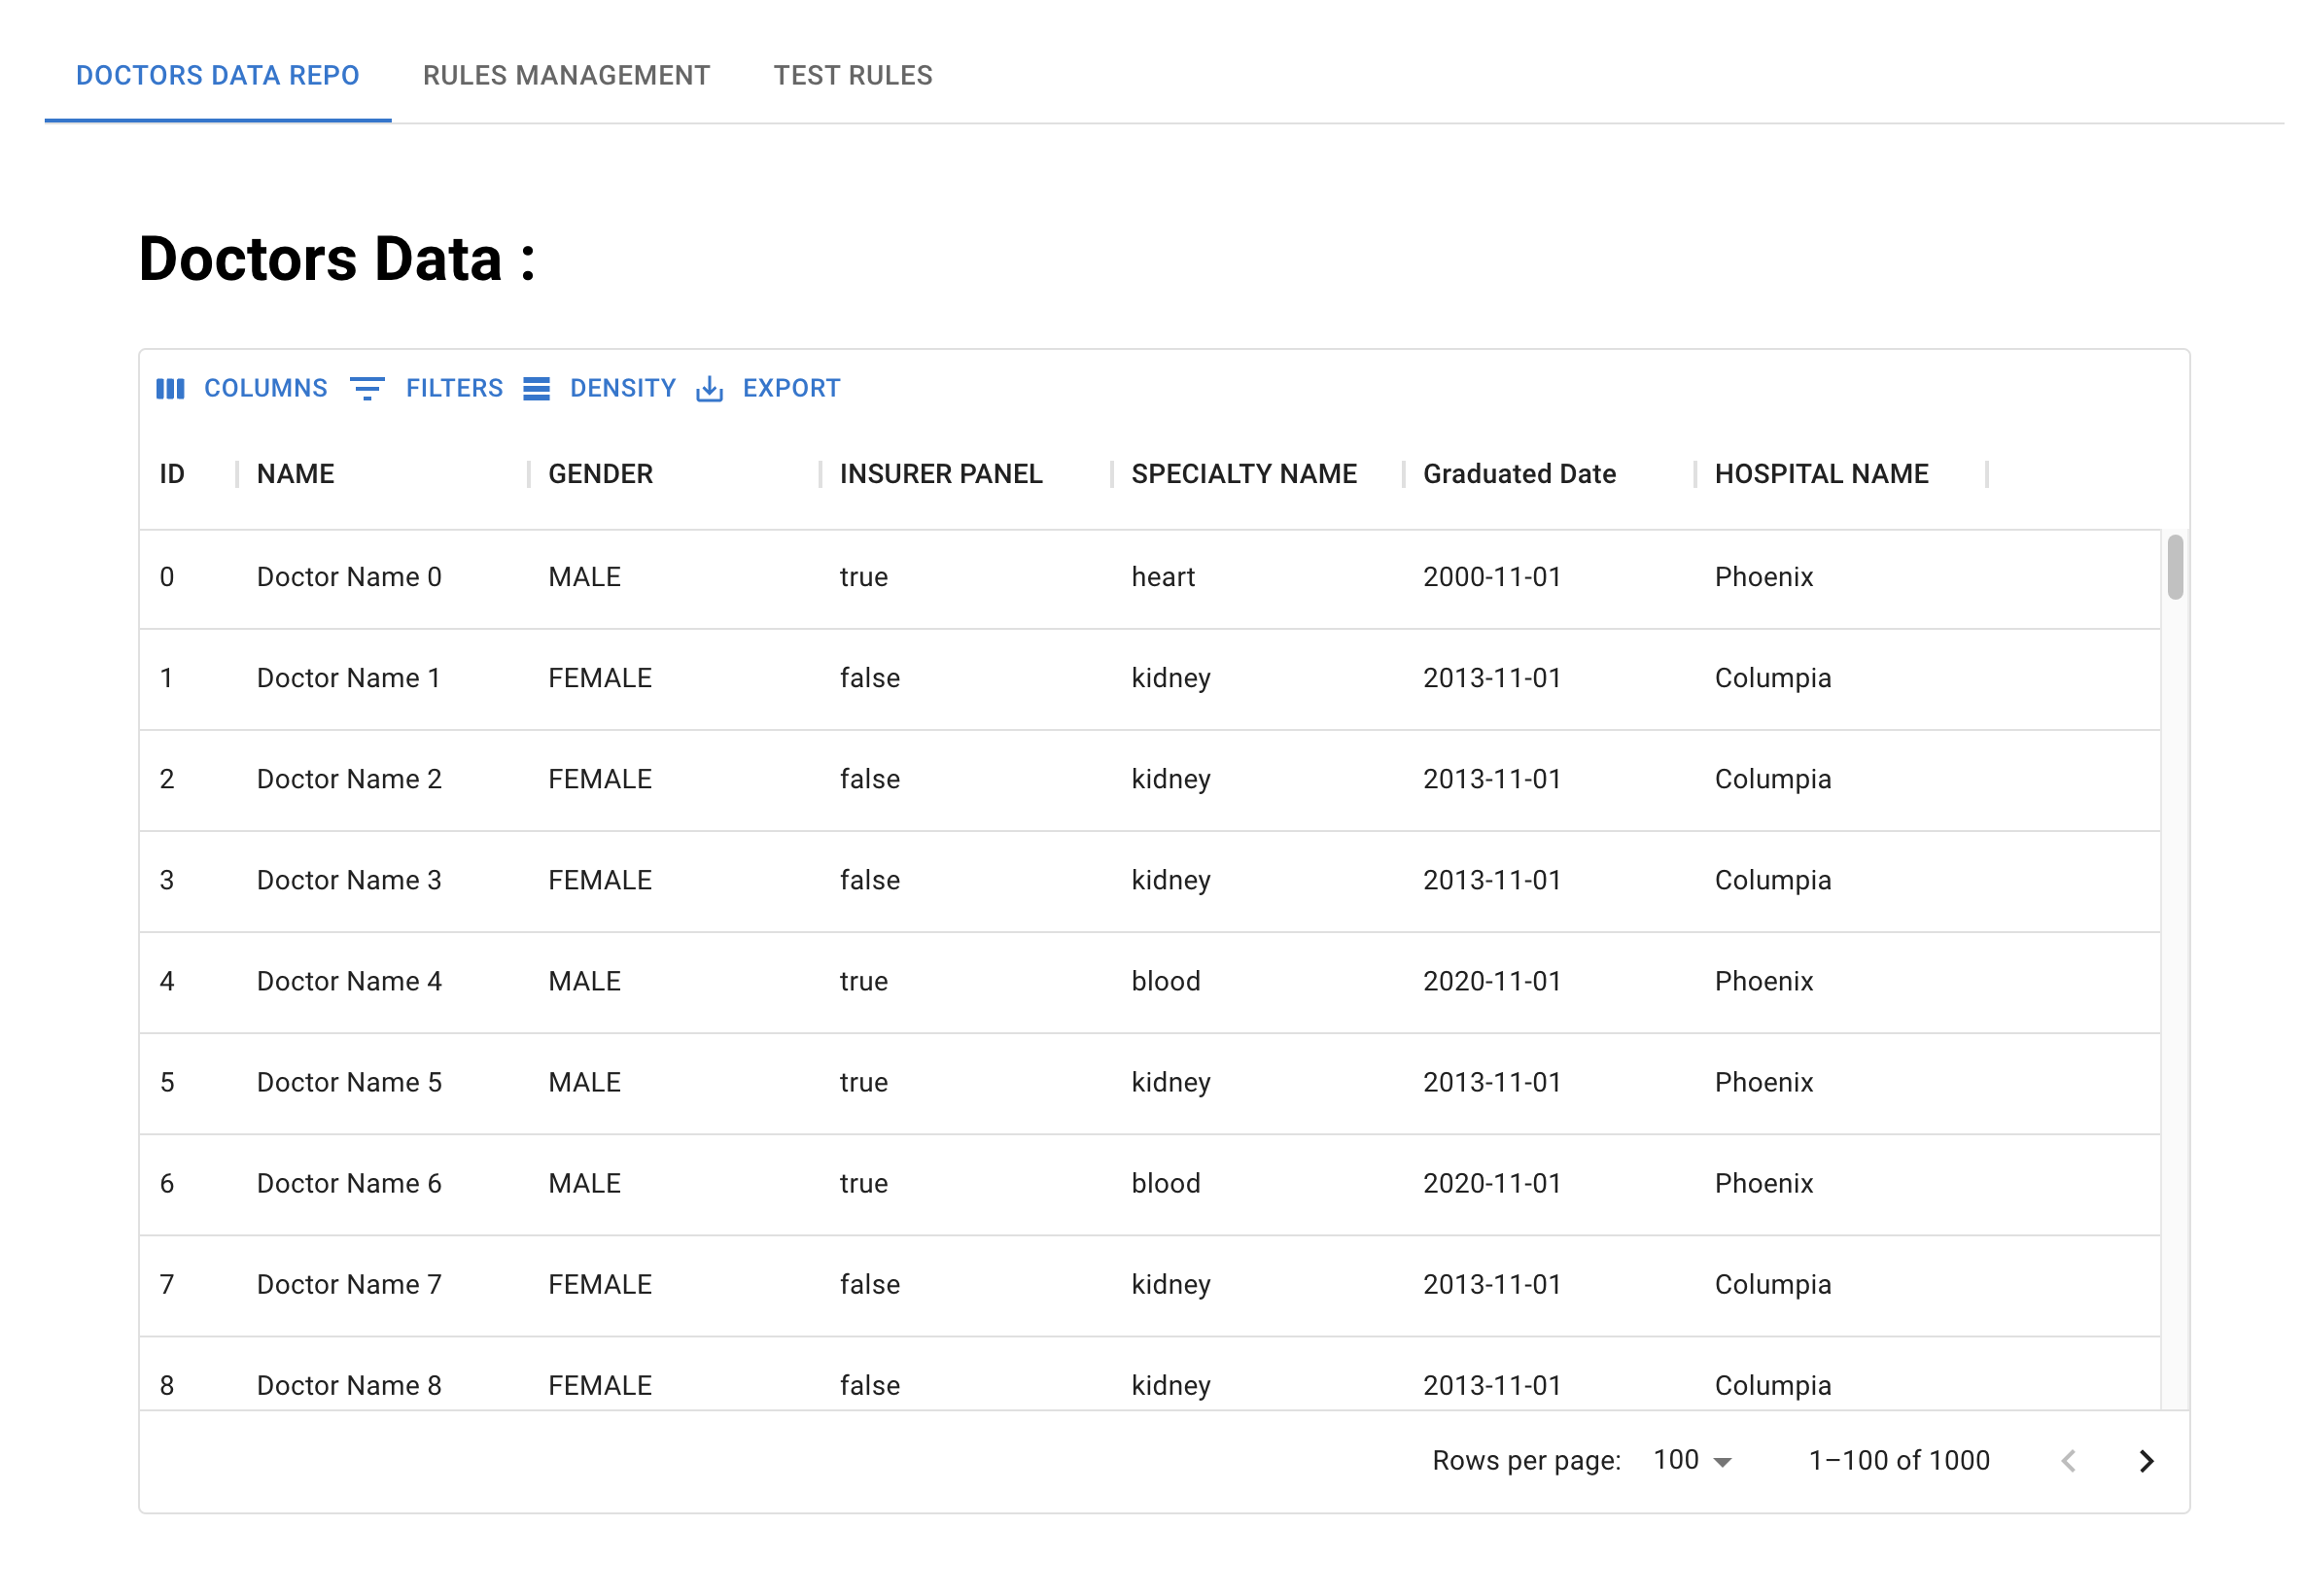 DOCTORS DATA REPO RULES MANAGEMENT TEST RULES
Doctors Data :
COLUMNS FILTERS DENSITY EXPORT
ID NAME GENDER INSURER PANEL SPECIALTY NAME Graduated Date HOSPITAL NAME
0 Doctor Name 0 MALE true heart 2000-11-01 Phoenix
1 Doctor Name 1 FEMALE false kidney 2013-11-01 Columpia
2 Doctor Name 2 FEMALE false kidney 2013-11-01 Columpia
3 Doctor Name 3 FEMALE false kidney 2013-11-01 Columpia
4 Doctor Name 4 MALE true blood 2020-11-01 Phoenix
5 Doctor Name 5 MALE true kidney 2013-11-01 Phoenix
6 Doctor Name 6 MALE true blood 2020-11-01 Phoenix
7 Doctor Name 7 FEMALE false kidney 2013-11-01 Columpia
8 Doctor Name 8 FEMALE false kidney 2013-11-01 Columpia
Rows per page: 100 1–100 of 1000